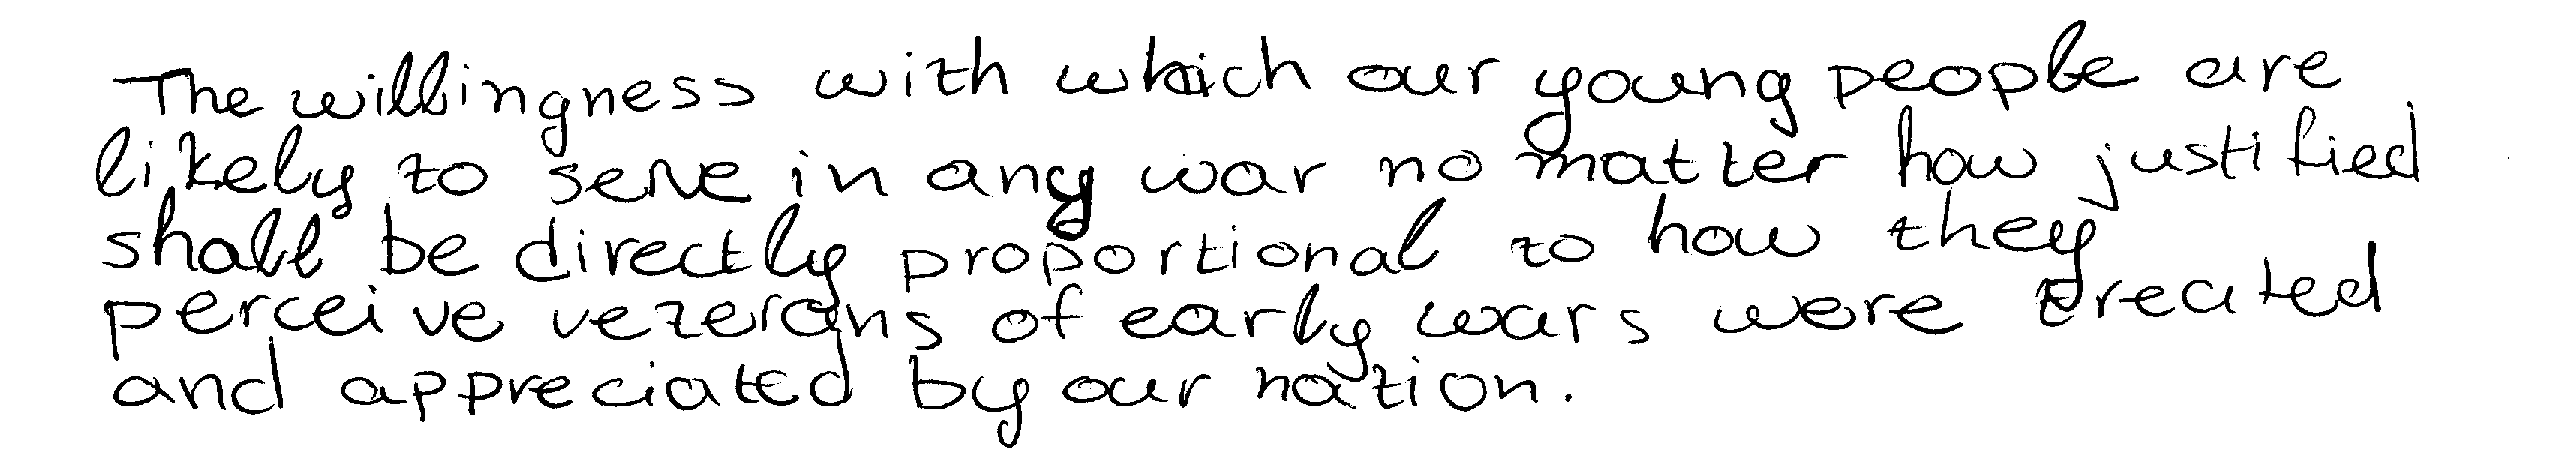 The willingness with which our young people are
likely to serve in any war no matter how justified
shall be directly proportional to how they
perceive veterans of early wars were treated
and appreciated by our nation.